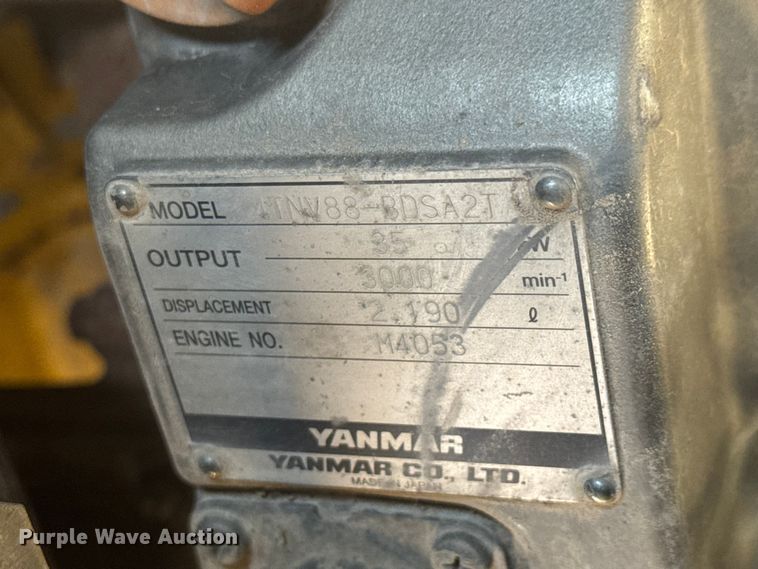 MODEL 4TNV88-BDSA2T
OUTPUT 35 kW
3000 min-1
DISPLACEMENT 2.190 ℓ
ENGINE NO. M4053
YANMAR
YANMAR CO., LTD.
MADE IN JAPAN
Purple Wave Auction